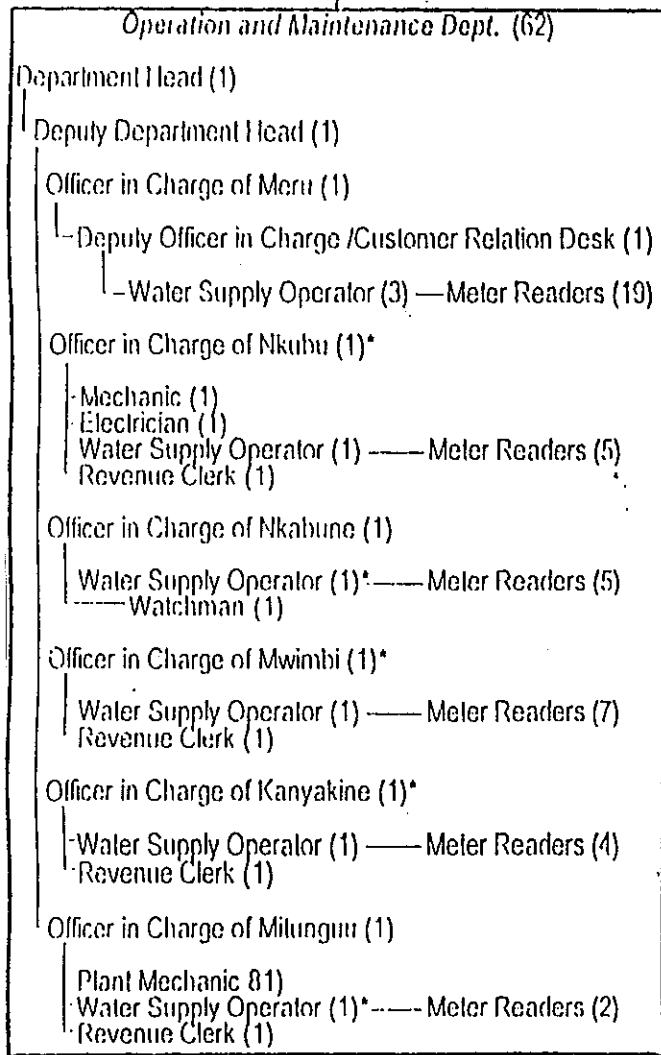 Operation and Maintenance Dept. (62)
Department Head (1)
Deputy Department Head (1)
Officer in Charge of Meru (1)
Deputy Officer in Charge /Customer Relation Desk (1)
Water Supply Operator (3) — Meter Readers (19)
Officer in Charge of Nkubu (1)*
Mechanic (1)
Electrician (1)
Water Supply Operator (1) —— Meter Readers (5)
Revenue Clerk (1)
Officer in Charge of Nkabune (1)
Water Supply Operator (1)* —— Meter Readers (5)
Watchman (1)
Officer in Charge of Mwimbi (1)*
Water Supply Operator (1) —— Meter Readers (7)
Revenue Clerk (1)
Officer in Charge of Kanyakine (1)*
Water Supply Operator (1) —— Meter Readers (4)
Revenue Clerk (1)
Officer in Charge of Mitunguu (1)
Plant Mechanic 81)
Water Supply Operator (1)* ---- Meter Readers (2)
Revenue Clerk (1)